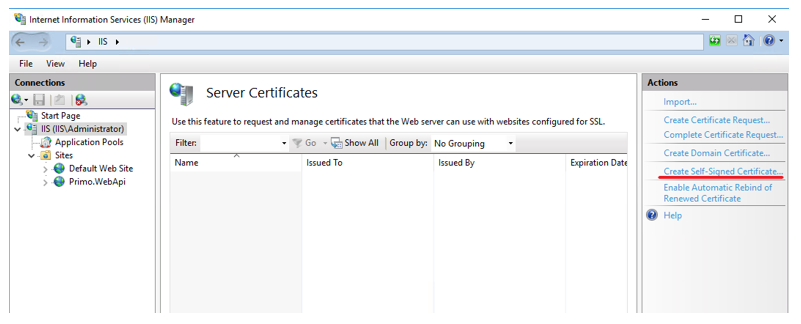 Internet Information Services (IIS) Manager
IIS
File View Help
Connections
Start Page
IIS (IIS\Administrator)
Application Pools
Sites
Default Web Site
Primo.WebApi
Server Certificates
Use this feature to request and manage certificates that the Web server can use with websites configured for SSL.
Filter: Go Show All Group by: No Grouping
Name Issued To Issued By Expiration Date
Actions
Import...
Create Certificate Request...
Complete Certificate Request...
Create Domain Certificate...
Create Self-Signed Certificate...
Enable Automatic Rebind of
Renewed Certificate
Help